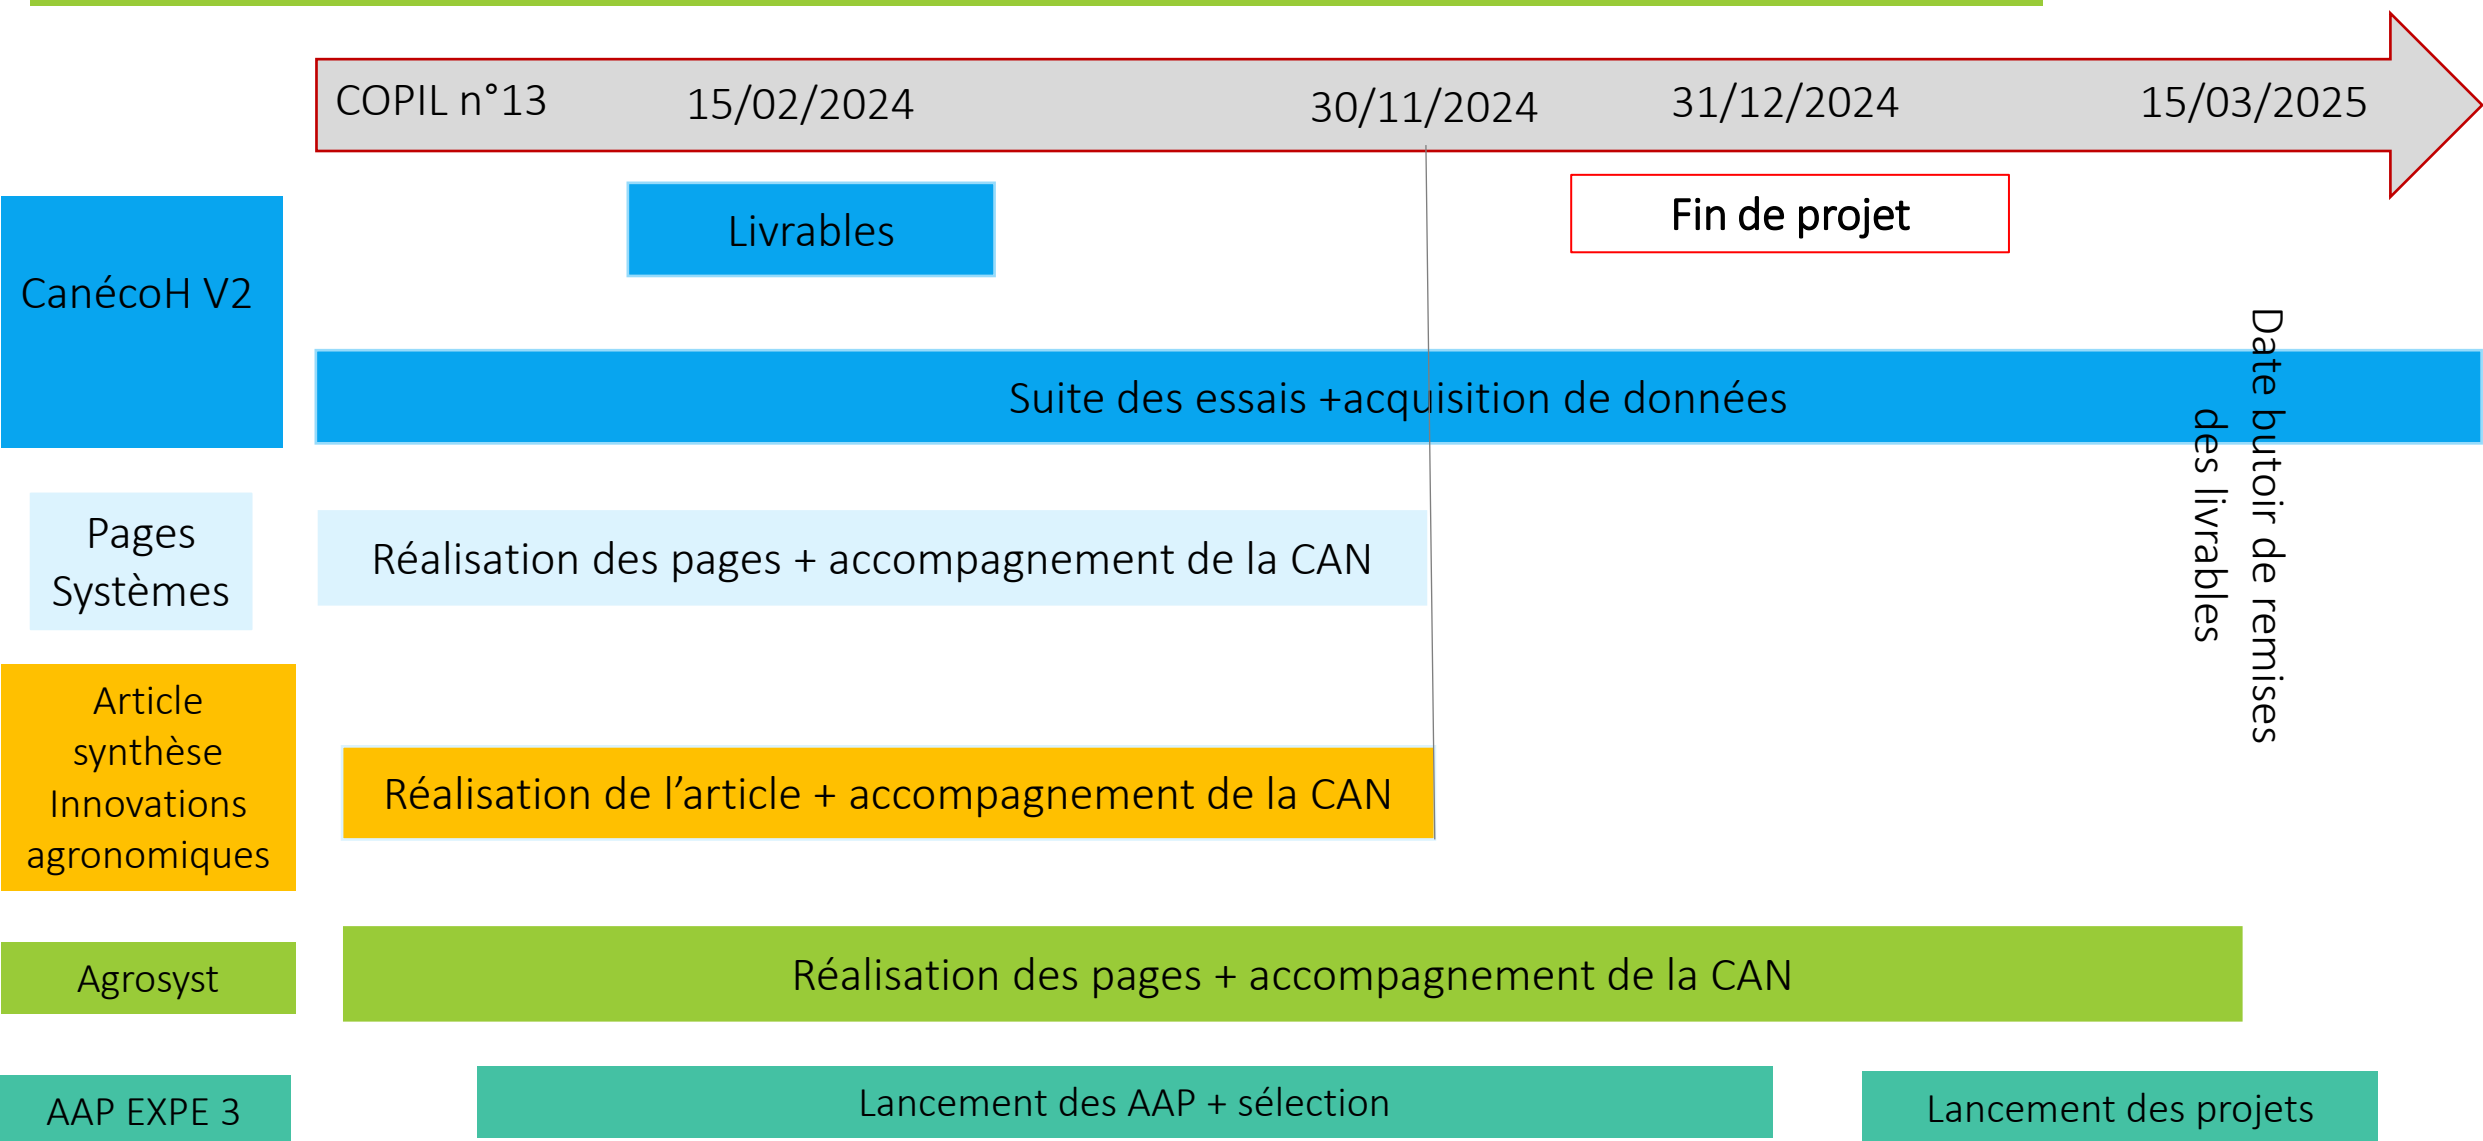 COPIL n°13
15/02/2024
30/11/2024
31/12/2024
15/03/2025
Livrables
Fin de projet
CanécoH V2
Suite des essais +acquisition de données
Date butoir de remises
des livrables
Pages
Systèmes
Réalisation des pages + accompagnement de la CAN
Article
synthèse
Innovations
agronomiques
Réalisation de l’article + accompagnement de la CAN
Agrosyst
Réalisation des pages + accompagnement de la CAN
AAP EXPE 3
Lancement des AAP + sélection
Lancement des projets